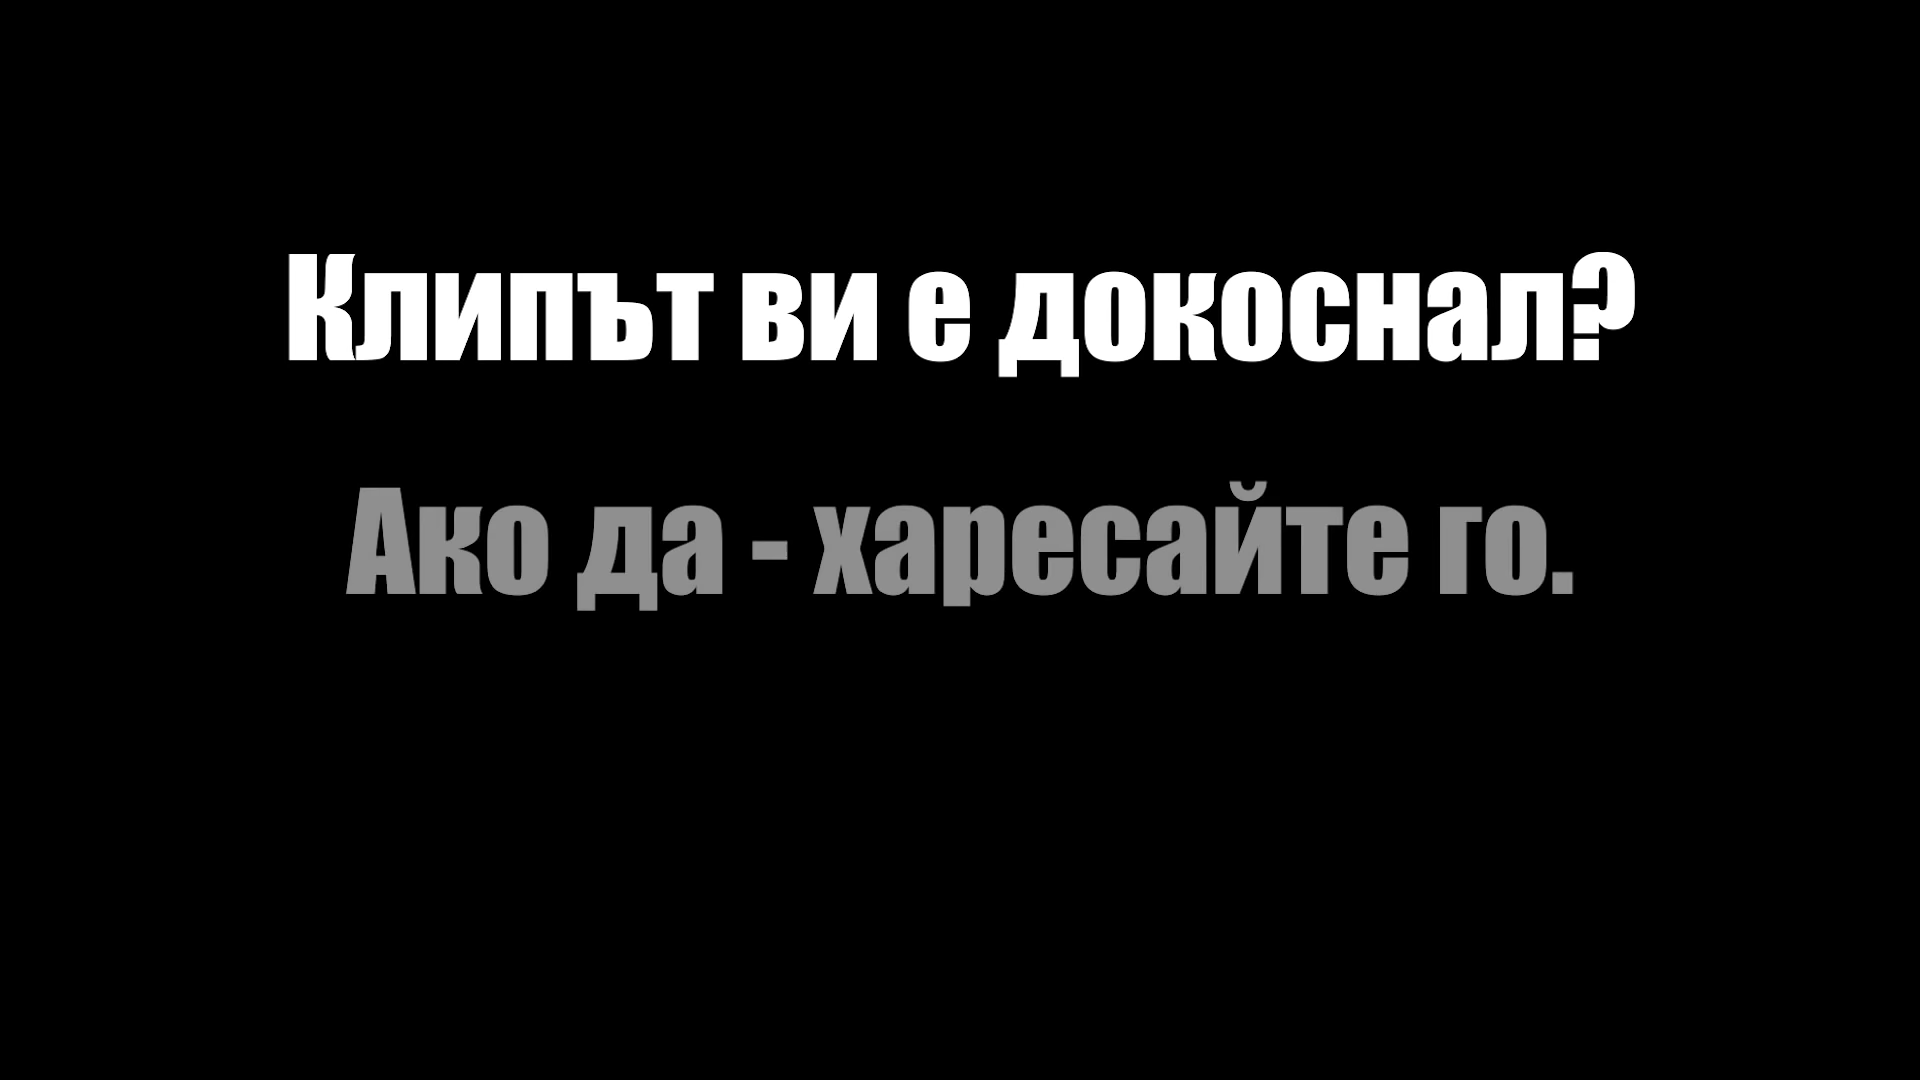 Клипът ви е докоснал?
Ако да - харесайте го.